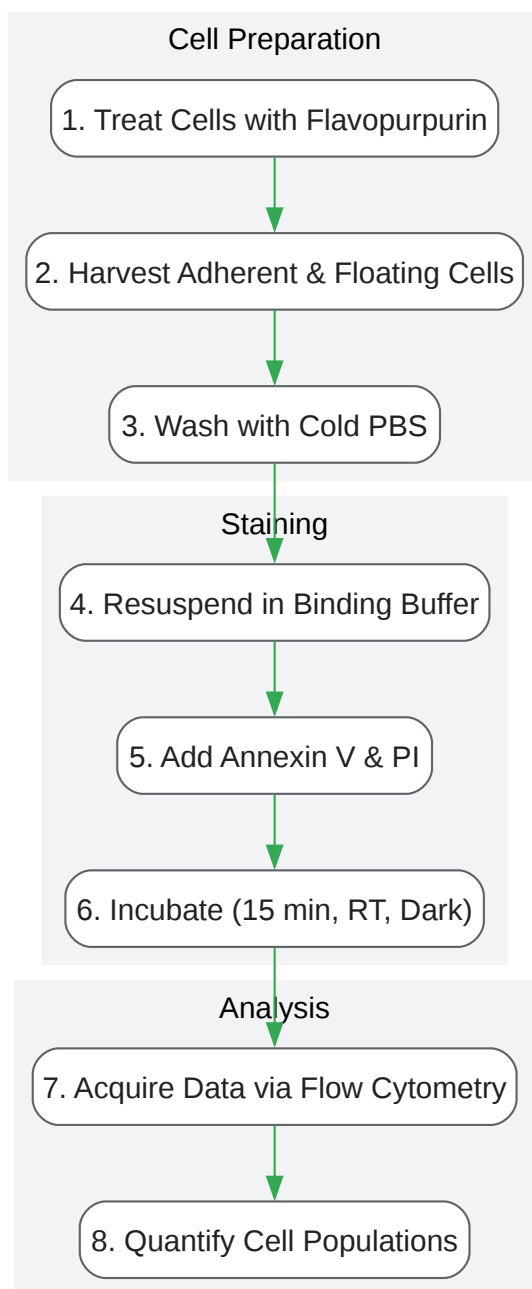 Cell Preparation
1. Treat Cells with Flavopurpurin
2. Harvest Adherent & Floating Cells
3. Wash with Cold PBS
Staining
4. Resuspend in Binding Buffer
5. Add Annexin V & PI
6. Incubate (15 min, RT, Dark)
Analysis
7. Acquire Data via Flow Cytometry
8. Quantify Cell Populations